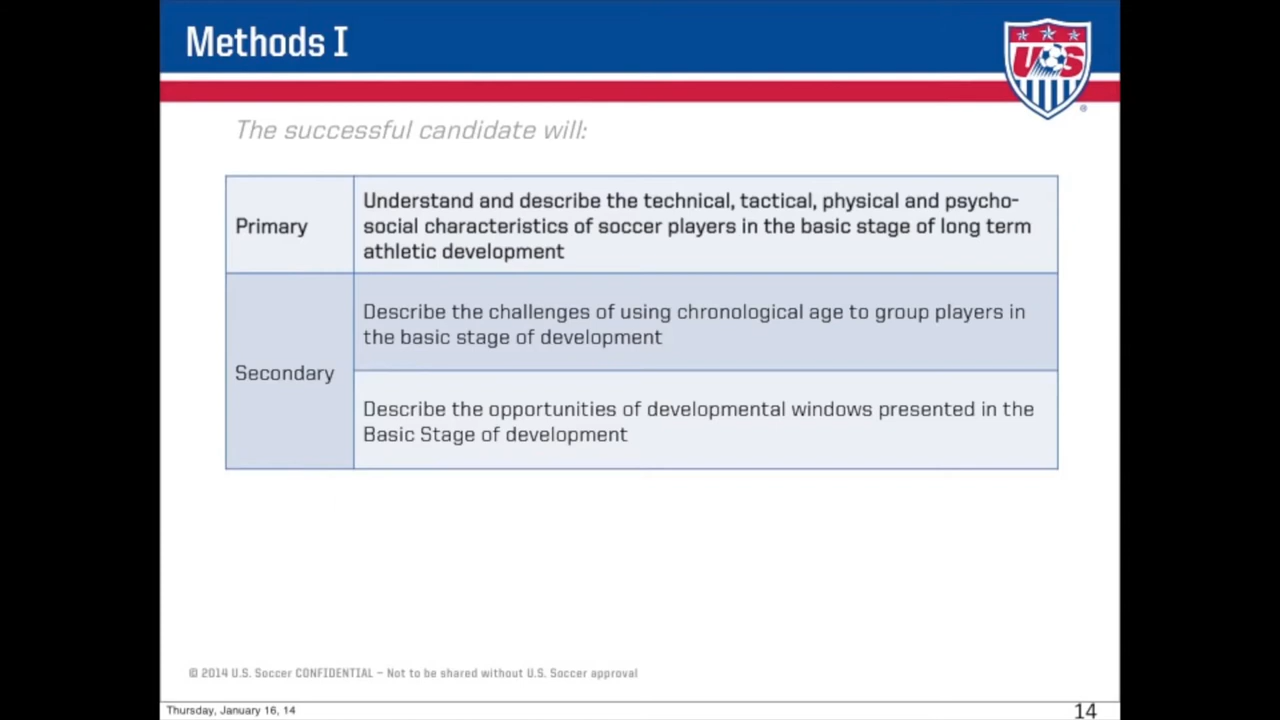 Methods I
US
®
The successful candidate will:
Primary
Understand and describe the technical, tactical, physical and psycho-
social characteristics of soccer players in the basic stage of long term
athletic development
Secondary
Describe the challenges of using chronological age to group players in
the basic stage of development
Describe the opportunities of developmental windows presented in the
Basic Stage of development
© 2014 U.S. Soccer CONFIDENTIAL – Not to be shared without U.S. Soccer approval
Thursday, January 16, 14
14